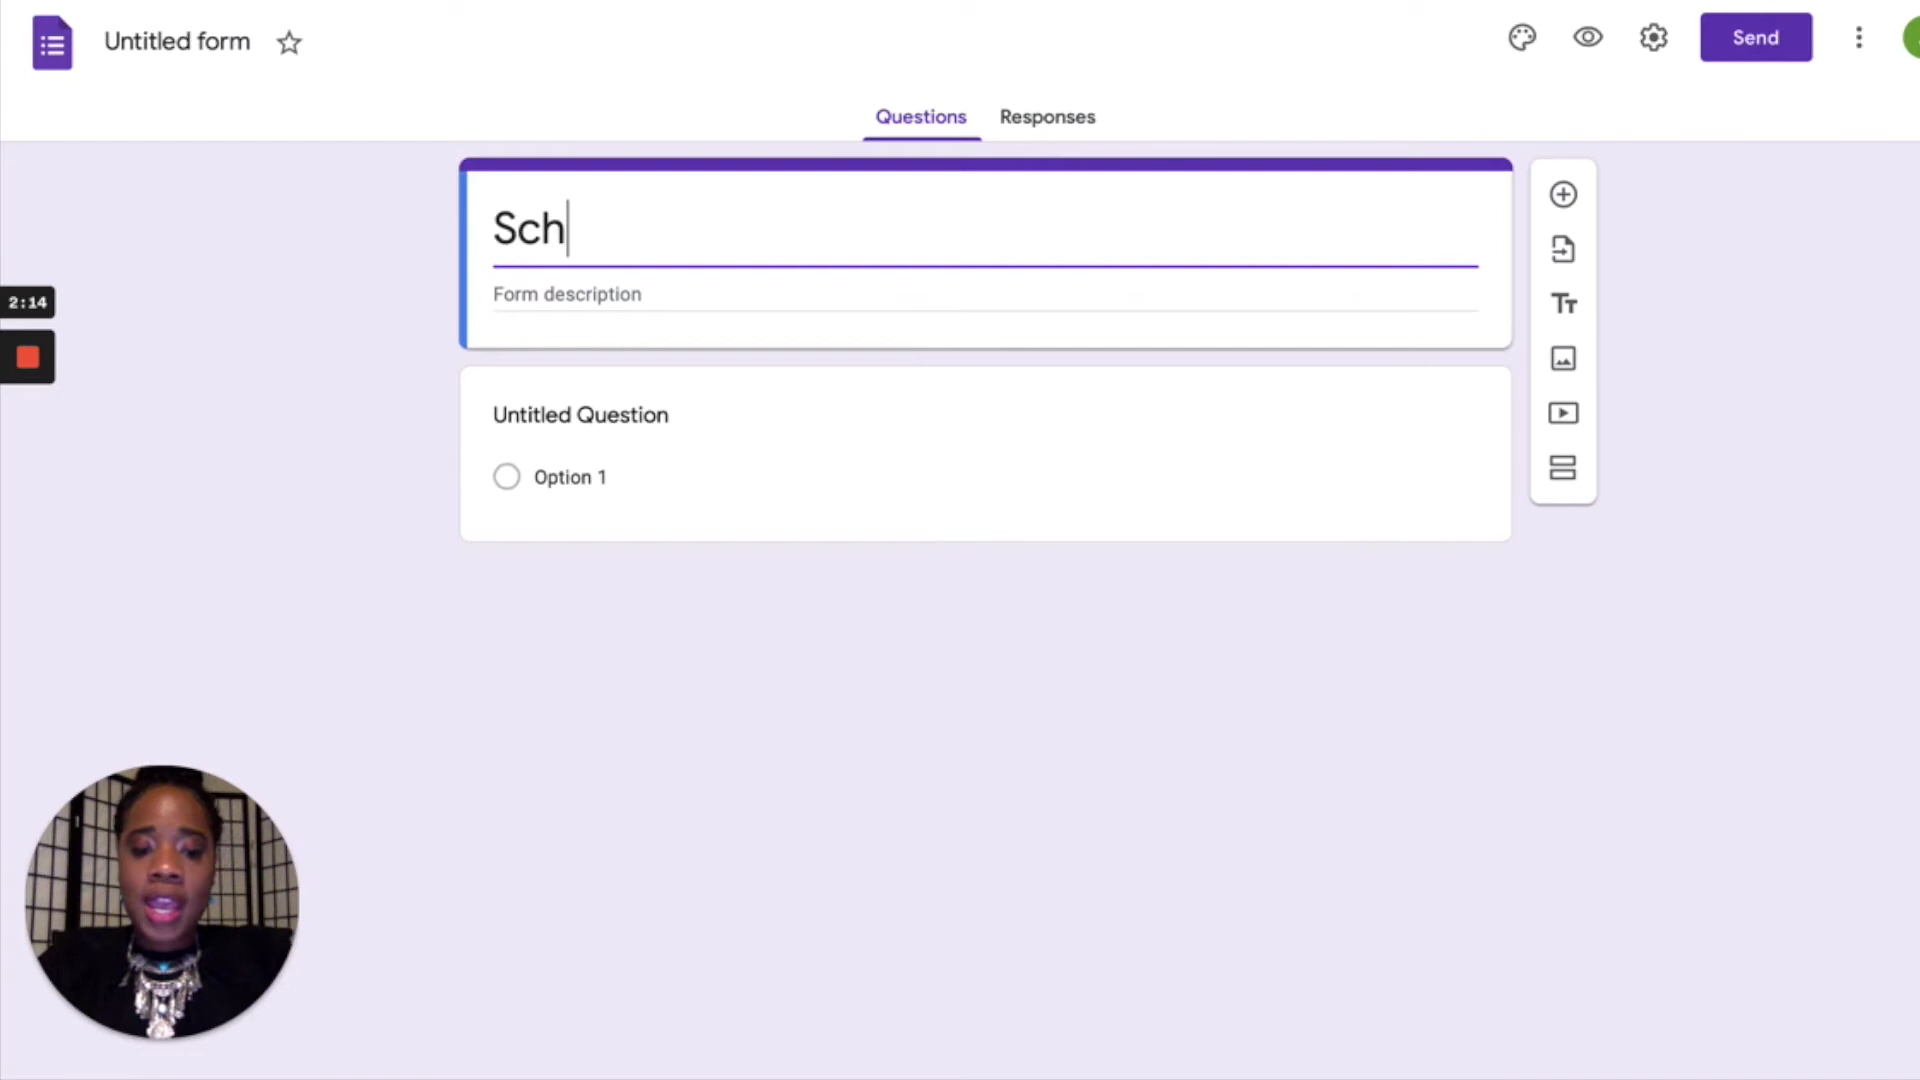 Untitled form
Send
Questions
Responses
Sch
Form description
2:14
Untitled Question
Option 1